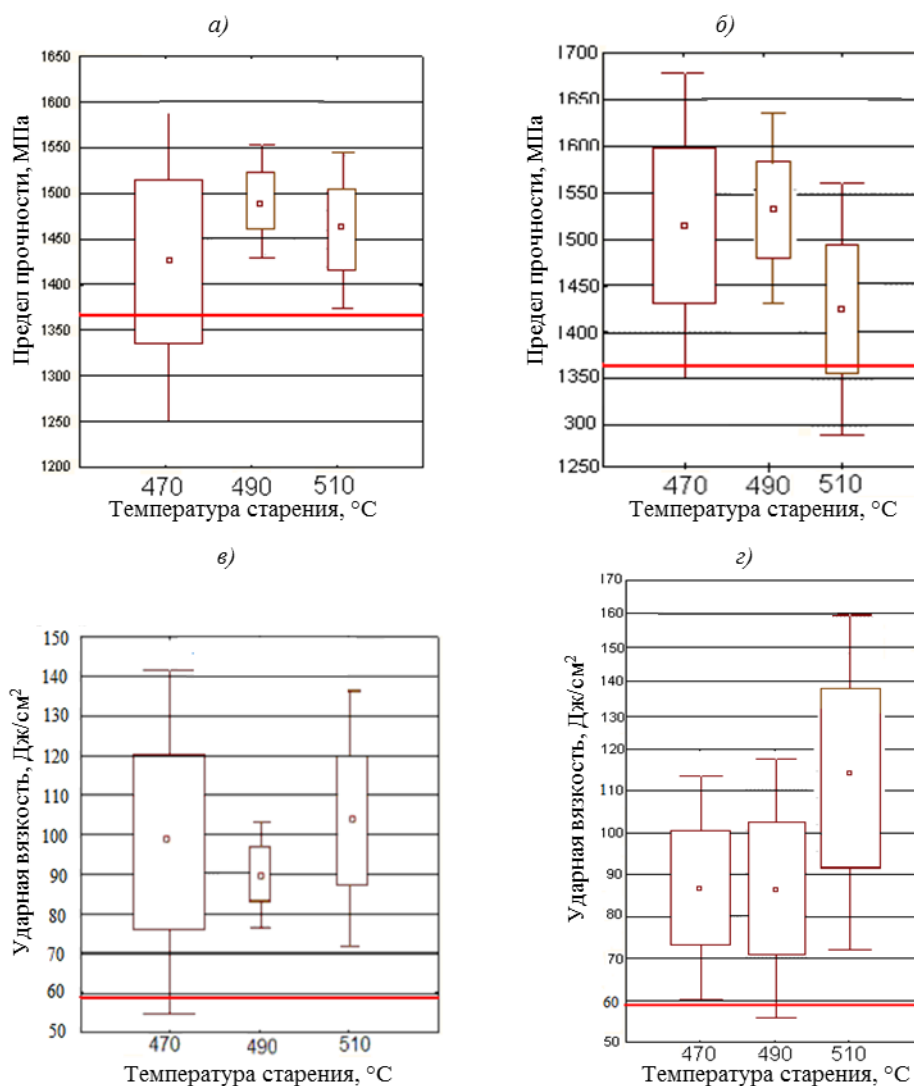 а)
1650
1600
1550
1500
1450
1400
1350
1300
1250
1200
Предел прочности, МПа
470 490 510
Температура старения, °С
б)
1700
1650
1600
1550
1500
1450
1400
1350
300
1250
Предел прочности, МПа
470 490 510
Температура старения, °С
в)
150
140
130
120
110
100
90
80
70
60
50
Ударная вязкость, Дж/см²
470 490 510
Температура старения, °С
г)
170
160
150
140
130
120
110
100
90
80
70
60
50
Ударная вязкость, Дж/см²
470 490 510
Температура старения, °С